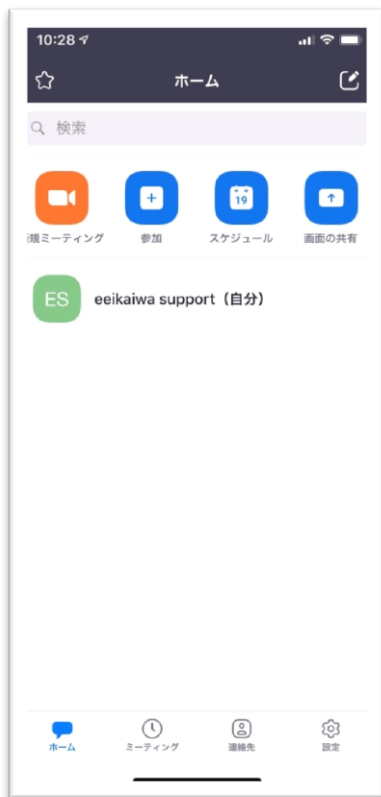 10:28
ホーム
検索
19
規ミーティング 参加 スケジュール 画面の共有
ES eeikaiwa support（自分）
ホーム ミーティング 連絡先 設定